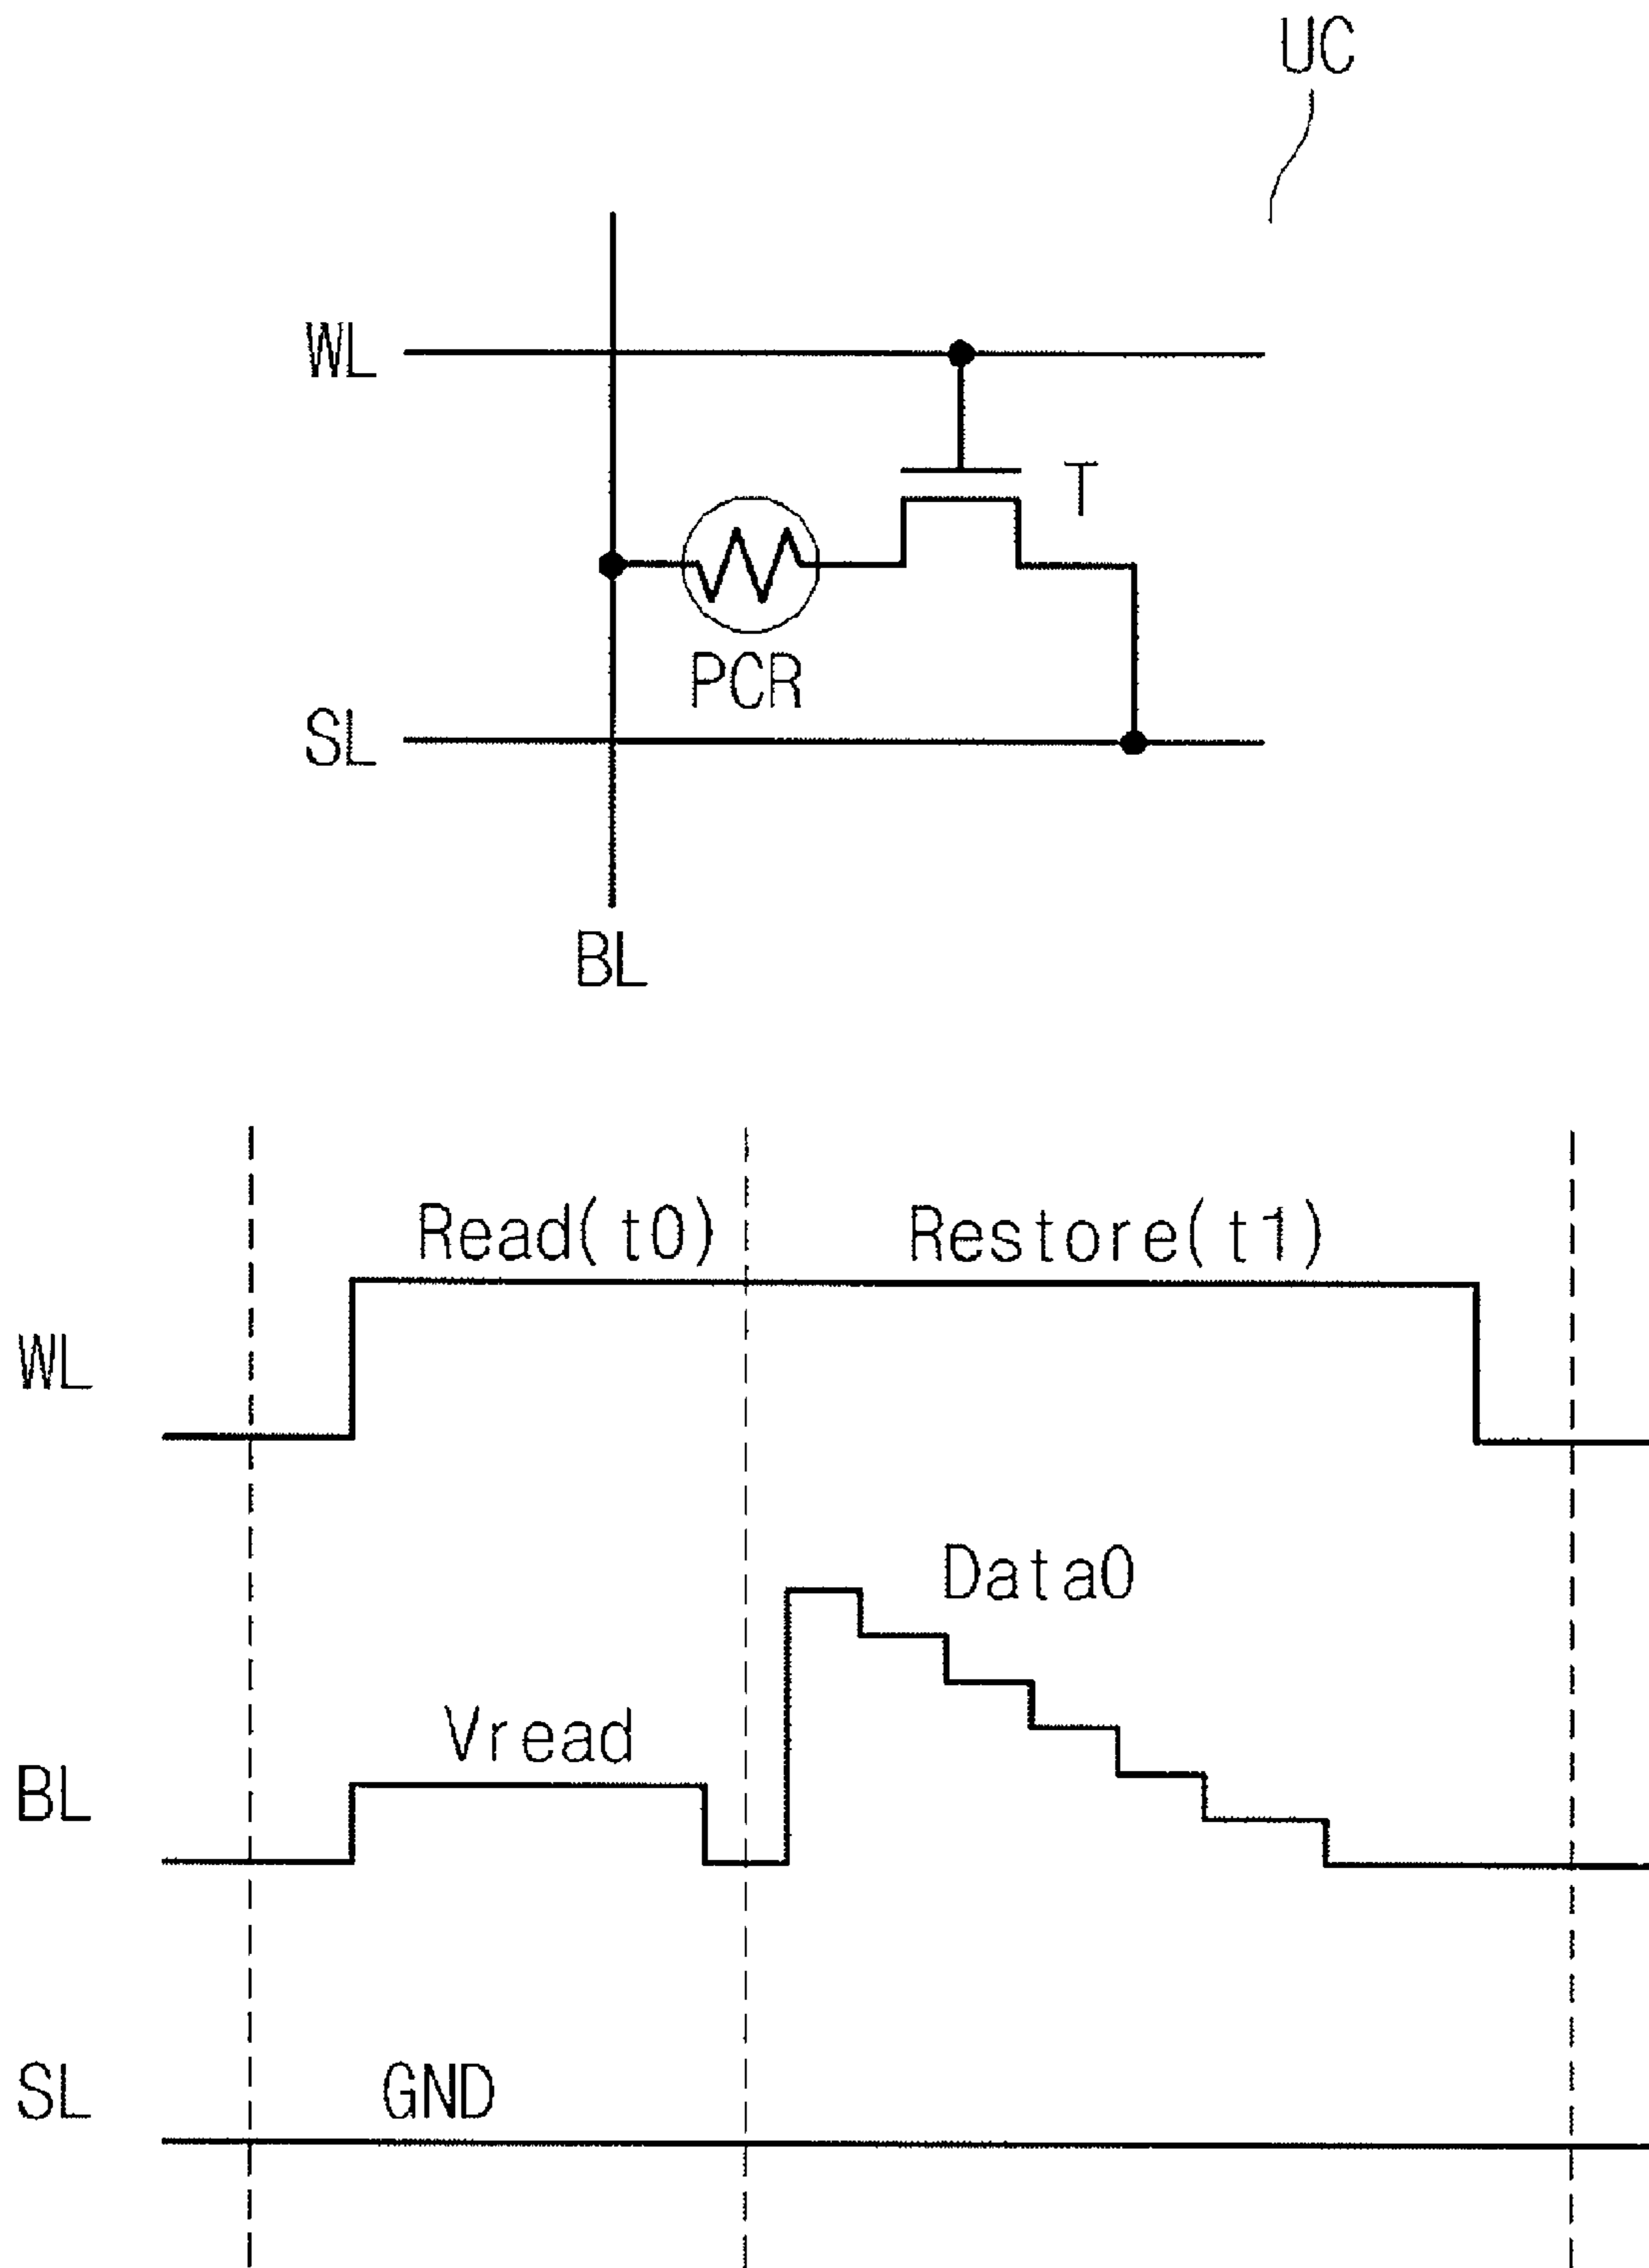 UC
WL
T
PCR
SL
BL
Read(t0) Restore(t1)
WL
Data0
Vread
BL
GND
SL